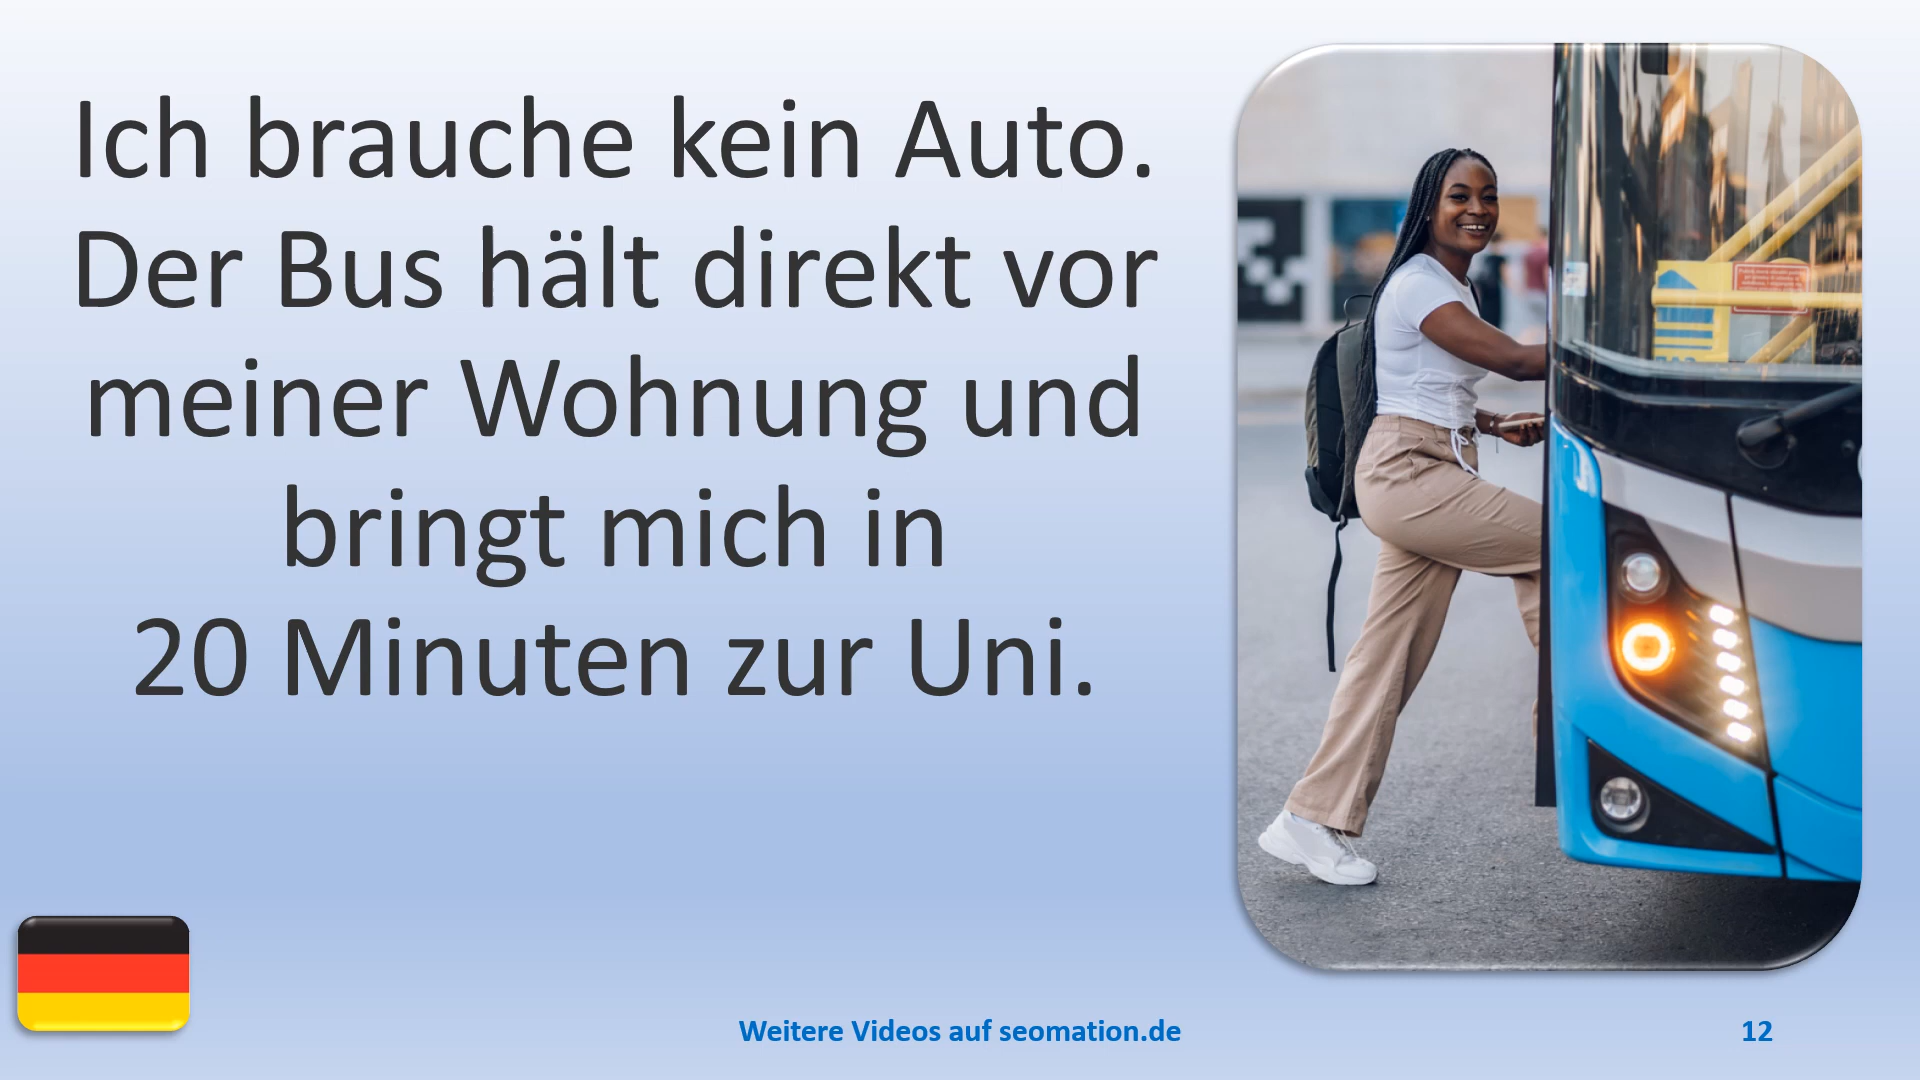 Ich brauche kein Auto.
Der Bus hält direkt vor
meiner Wohnung und
bringt mich in
20 Minuten zur Uni.
Weitere Videos auf seomation.de
12